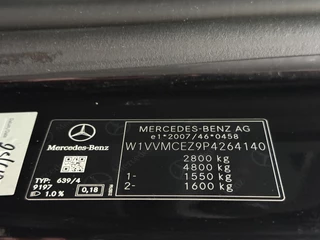 MERCEDES-BENZ AG
e1*2007/46*0458
W1VVMCEZ9P4264140
2800 kg
4800 kg
1- 1550 kg
2- 1600 kg
Mercedes-Benz
TYP: 639/4
9197
1.0 % 0,18